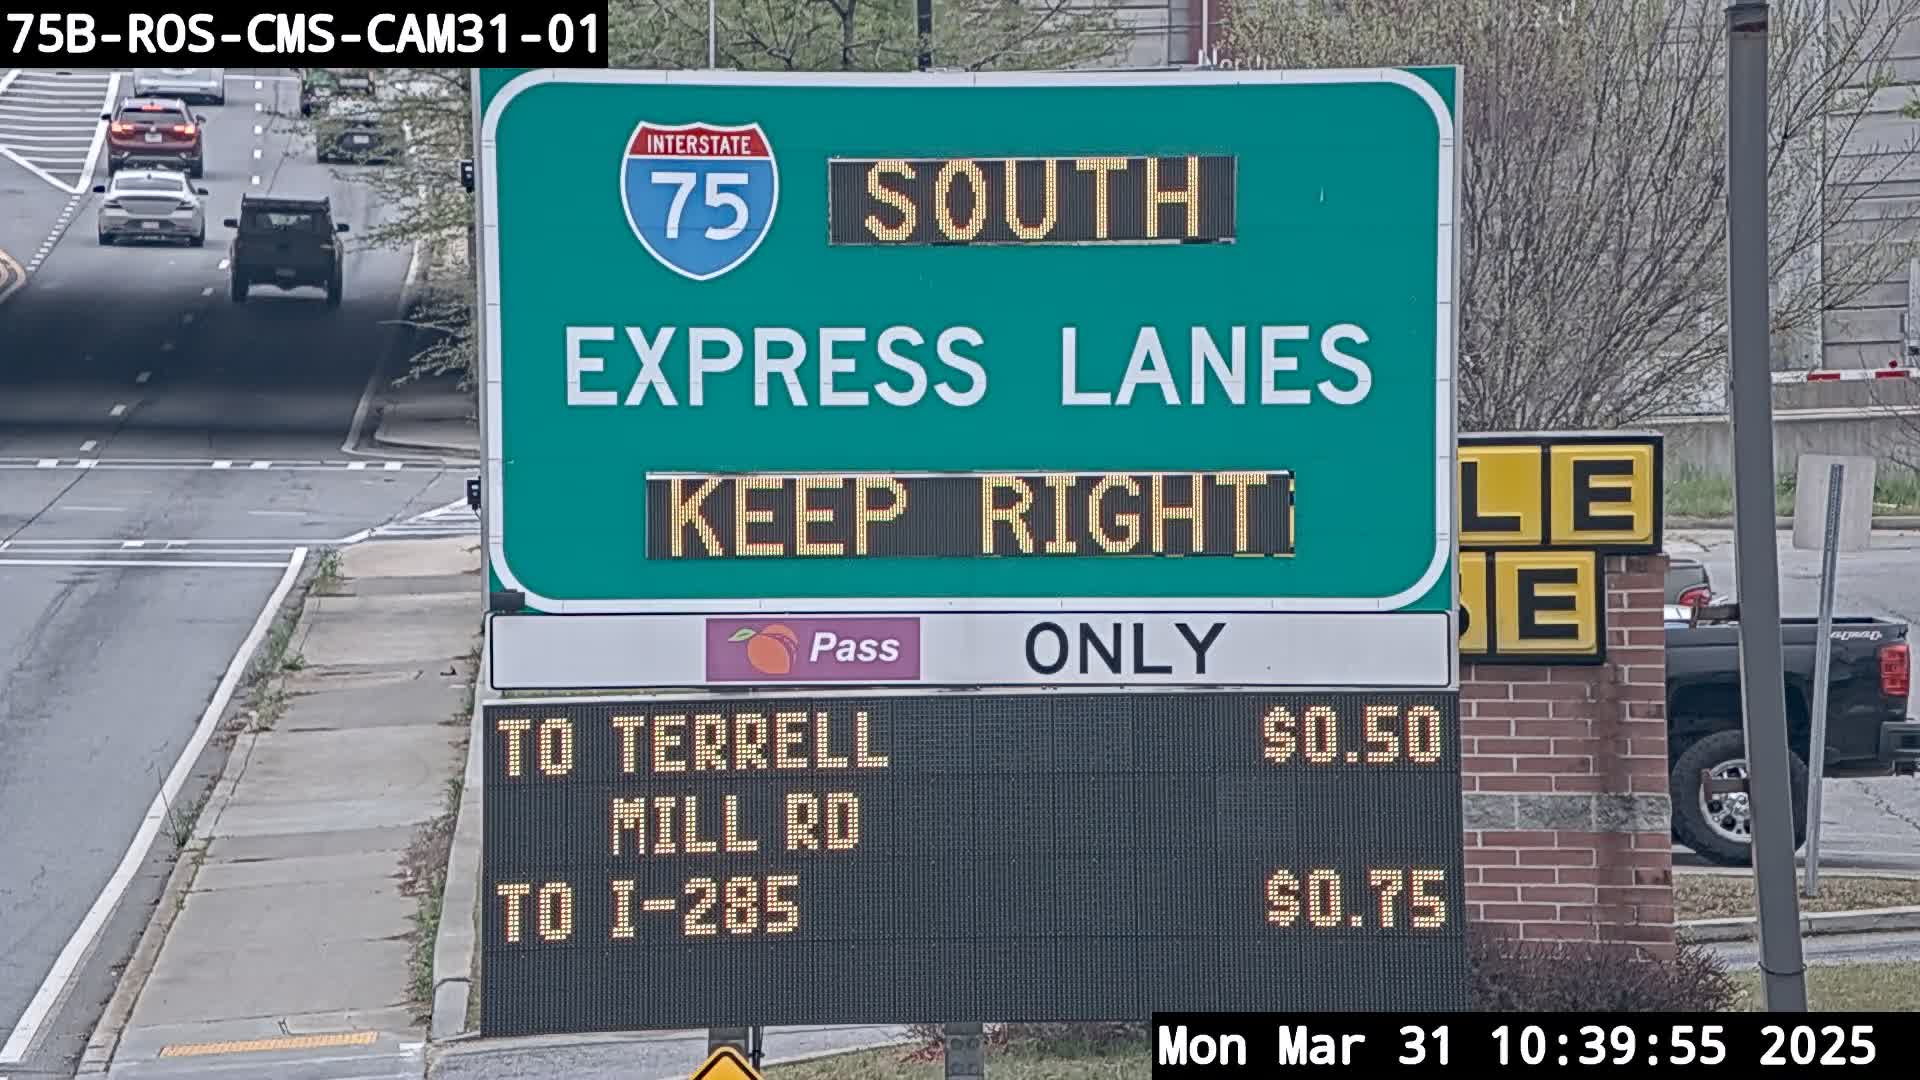 75B-ROS-CMS-CAM31-01
INTERSTATE
75
SOUTH
EXPRESS LANES
KEEP RIGHT
Pass ONLY
TO TERRELL $0.50
MILL RD
TO I-285 $0.75
LE
E
Mon Mar 31 10:39:55 2025